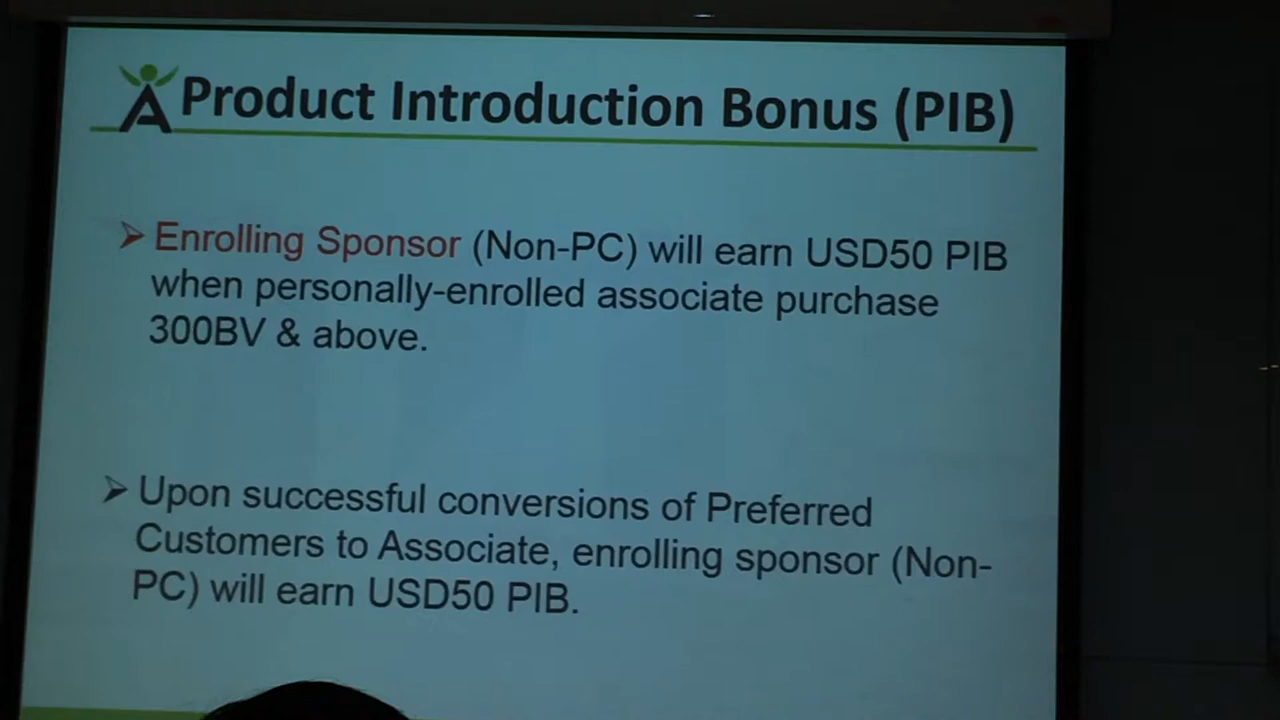 Product Introduction Bonus (PIB)
➢ Enrolling Sponsor (Non-PC) will earn USD50 PIB
when personally-enrolled associate purchase
300BV & above.
➢ Upon successful conversions of Preferred
Customers to Associate, enrolling sponsor (Non-
PC) will earn USD50 PIB.